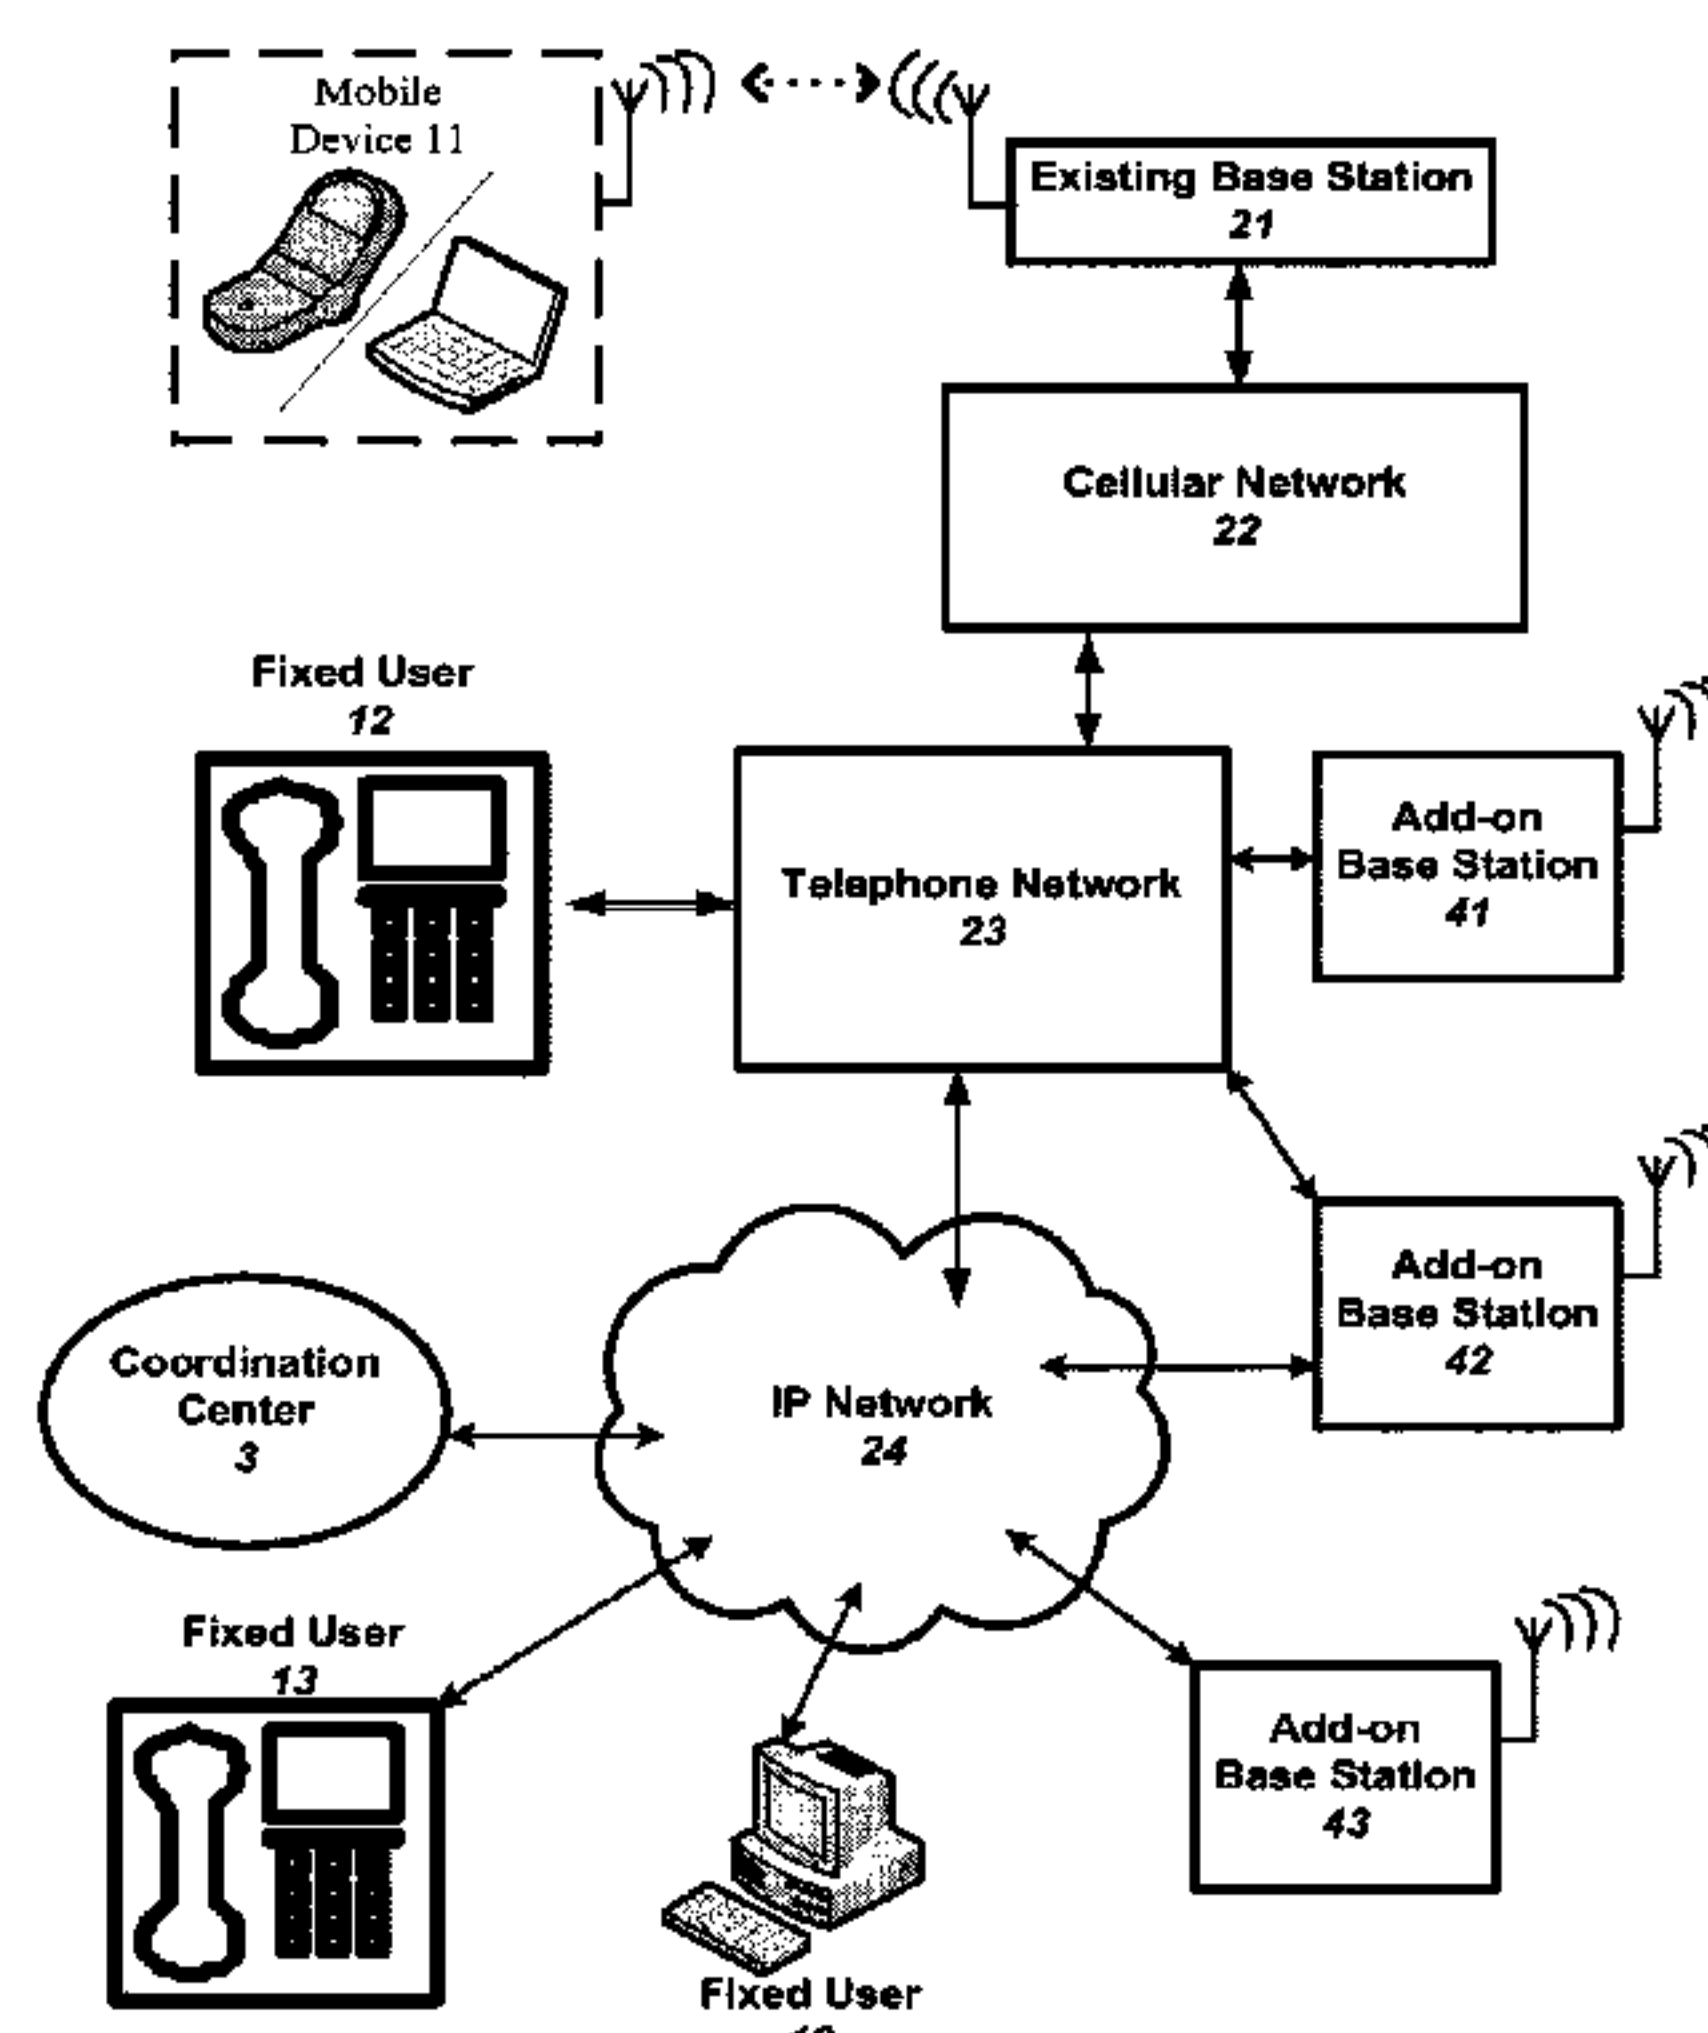 Mobile
Device 11
Existing Base Station
21
Cellular Network
22
Fixed User
12
Telephone Network
23
Add-on
Base Station
41
Add-on
Base Station
42
Coordination
Center
3
IP Network
24
Fixed User
13
Add-on
Base Station
43
Fixed User